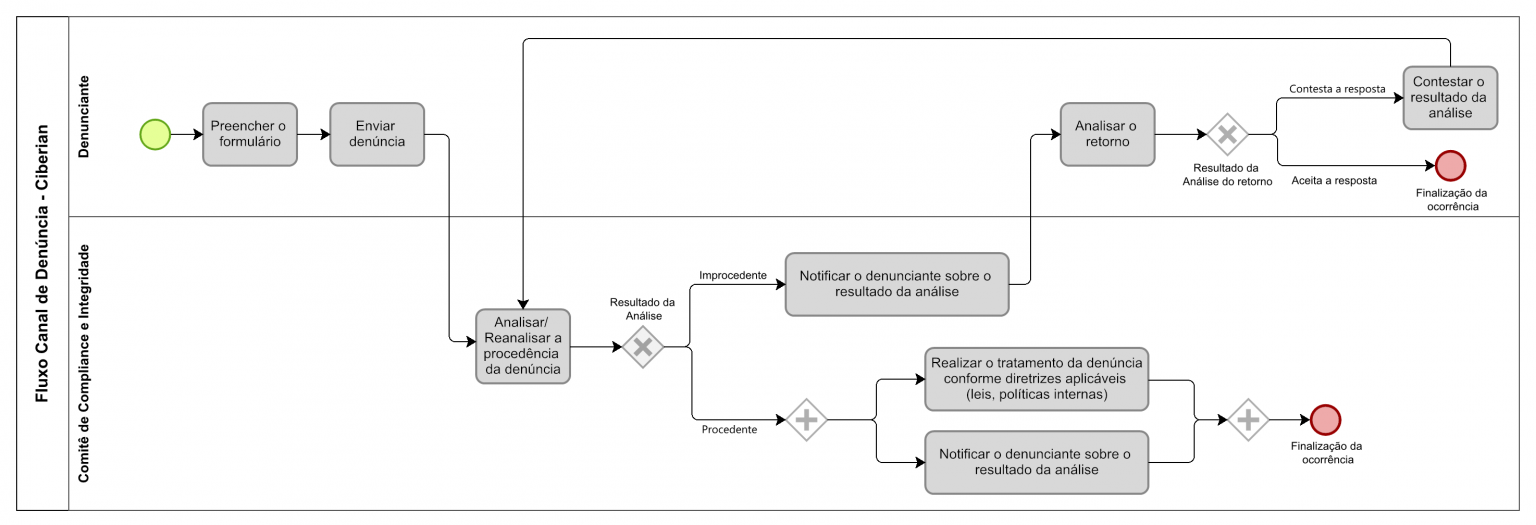 Fluxo Canal de Denúncia - Ciberian
Denunciante
Preencher o
formulário
Enviar
denúncia
Analisar o
retorno
Resultado da
Análise do retorno
Contesta a resposta
Contestar o
resultado da
análise
Aceita a resposta
Finalização da
ocorrência
Comitê de Compliance e Integridade
Analisar/
Reanalisar a
procedência
da denúncia
Resultado da
Análise
Improcedente
Notificar o denunciante sobre o
resultado da análise
Procedente
Realizar o tratamento da denúncia
conforme diretrizes aplicáveis
(leis, políticas internas)
Notificar o denunciante sobre o
resultado da análise
Finalização da
ocorrência